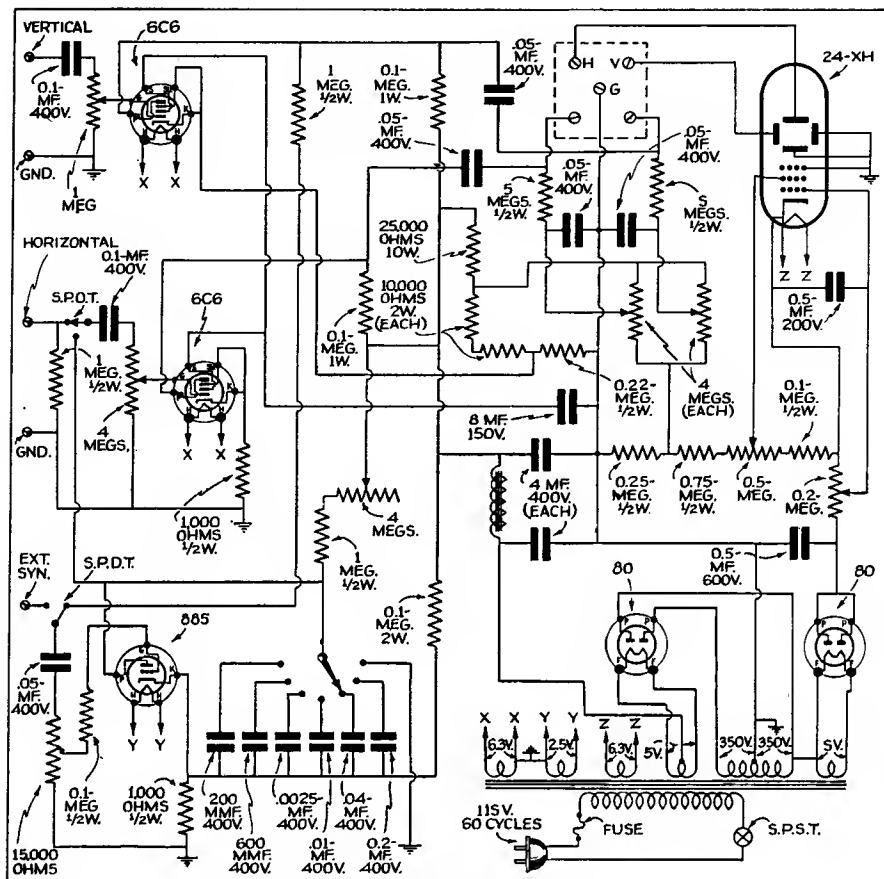 VERTICAL
6C6
0.1-
MF.
400V.
GND.
1
MEG
X X
HORIZONTAL
S.P.D.T.
0.1-MF.
400V.
6C6
1
MEG.
1/2W.
4
MEGS.
GND.
X X
1,000
OHMS
1/2W.
EXT.
SYN.
S.P.D.T.
885
.05-
MF.
400V.
Y Y
15,000
OHMS
0.1-
MEG
1/2W.
1,000
OHMS
1/2W.
200
MMF.
400V.
600
MMF.
400V.
.0025-
MF.
400V.
.01-
MF.
400V.
.04-
MF.
400V.
0.2-
MF.
400V.
1
MEG.
1/2W.
0.1-
MEG.
1W.
.05-
MF.
400V.
.05-
MF.
400V.
H V
G
.05-
MF.
400V.
.05-
MF.
400V.
5
MEGS.
1/2W.
5
MEGS.
1/2W.
24-XH
Z Z
0.5-
MF.
200V.
25,000
OHMS
10W.
10,000
OHMS
2W.
(EACH)
0.1-
MEG.
1W.
0.22-
MEG.
1/2W.
4
MEGS.
(EACH)
0.1-
MEG.
1/2W.
8 MF.
150V.
4 MF.
400V.
(EACH)
0.25-
MEG.
1/2W.
0.75-
MEG.
1/2W.
0.5-
MEG.
0.2-
MEG.
4
MEGS.
1
MEG.
1/2W.
0.1-
MEG.
2W.
0.5-
MF.
600V.
80
80
P P
F F
P P
F F
X X Y Y Z Z
6.3V. 2.5V. 6.3V. 5V. 350V. 350V. 5V.
115V.
60 CYCLES
FUSE
S.P.S.T.